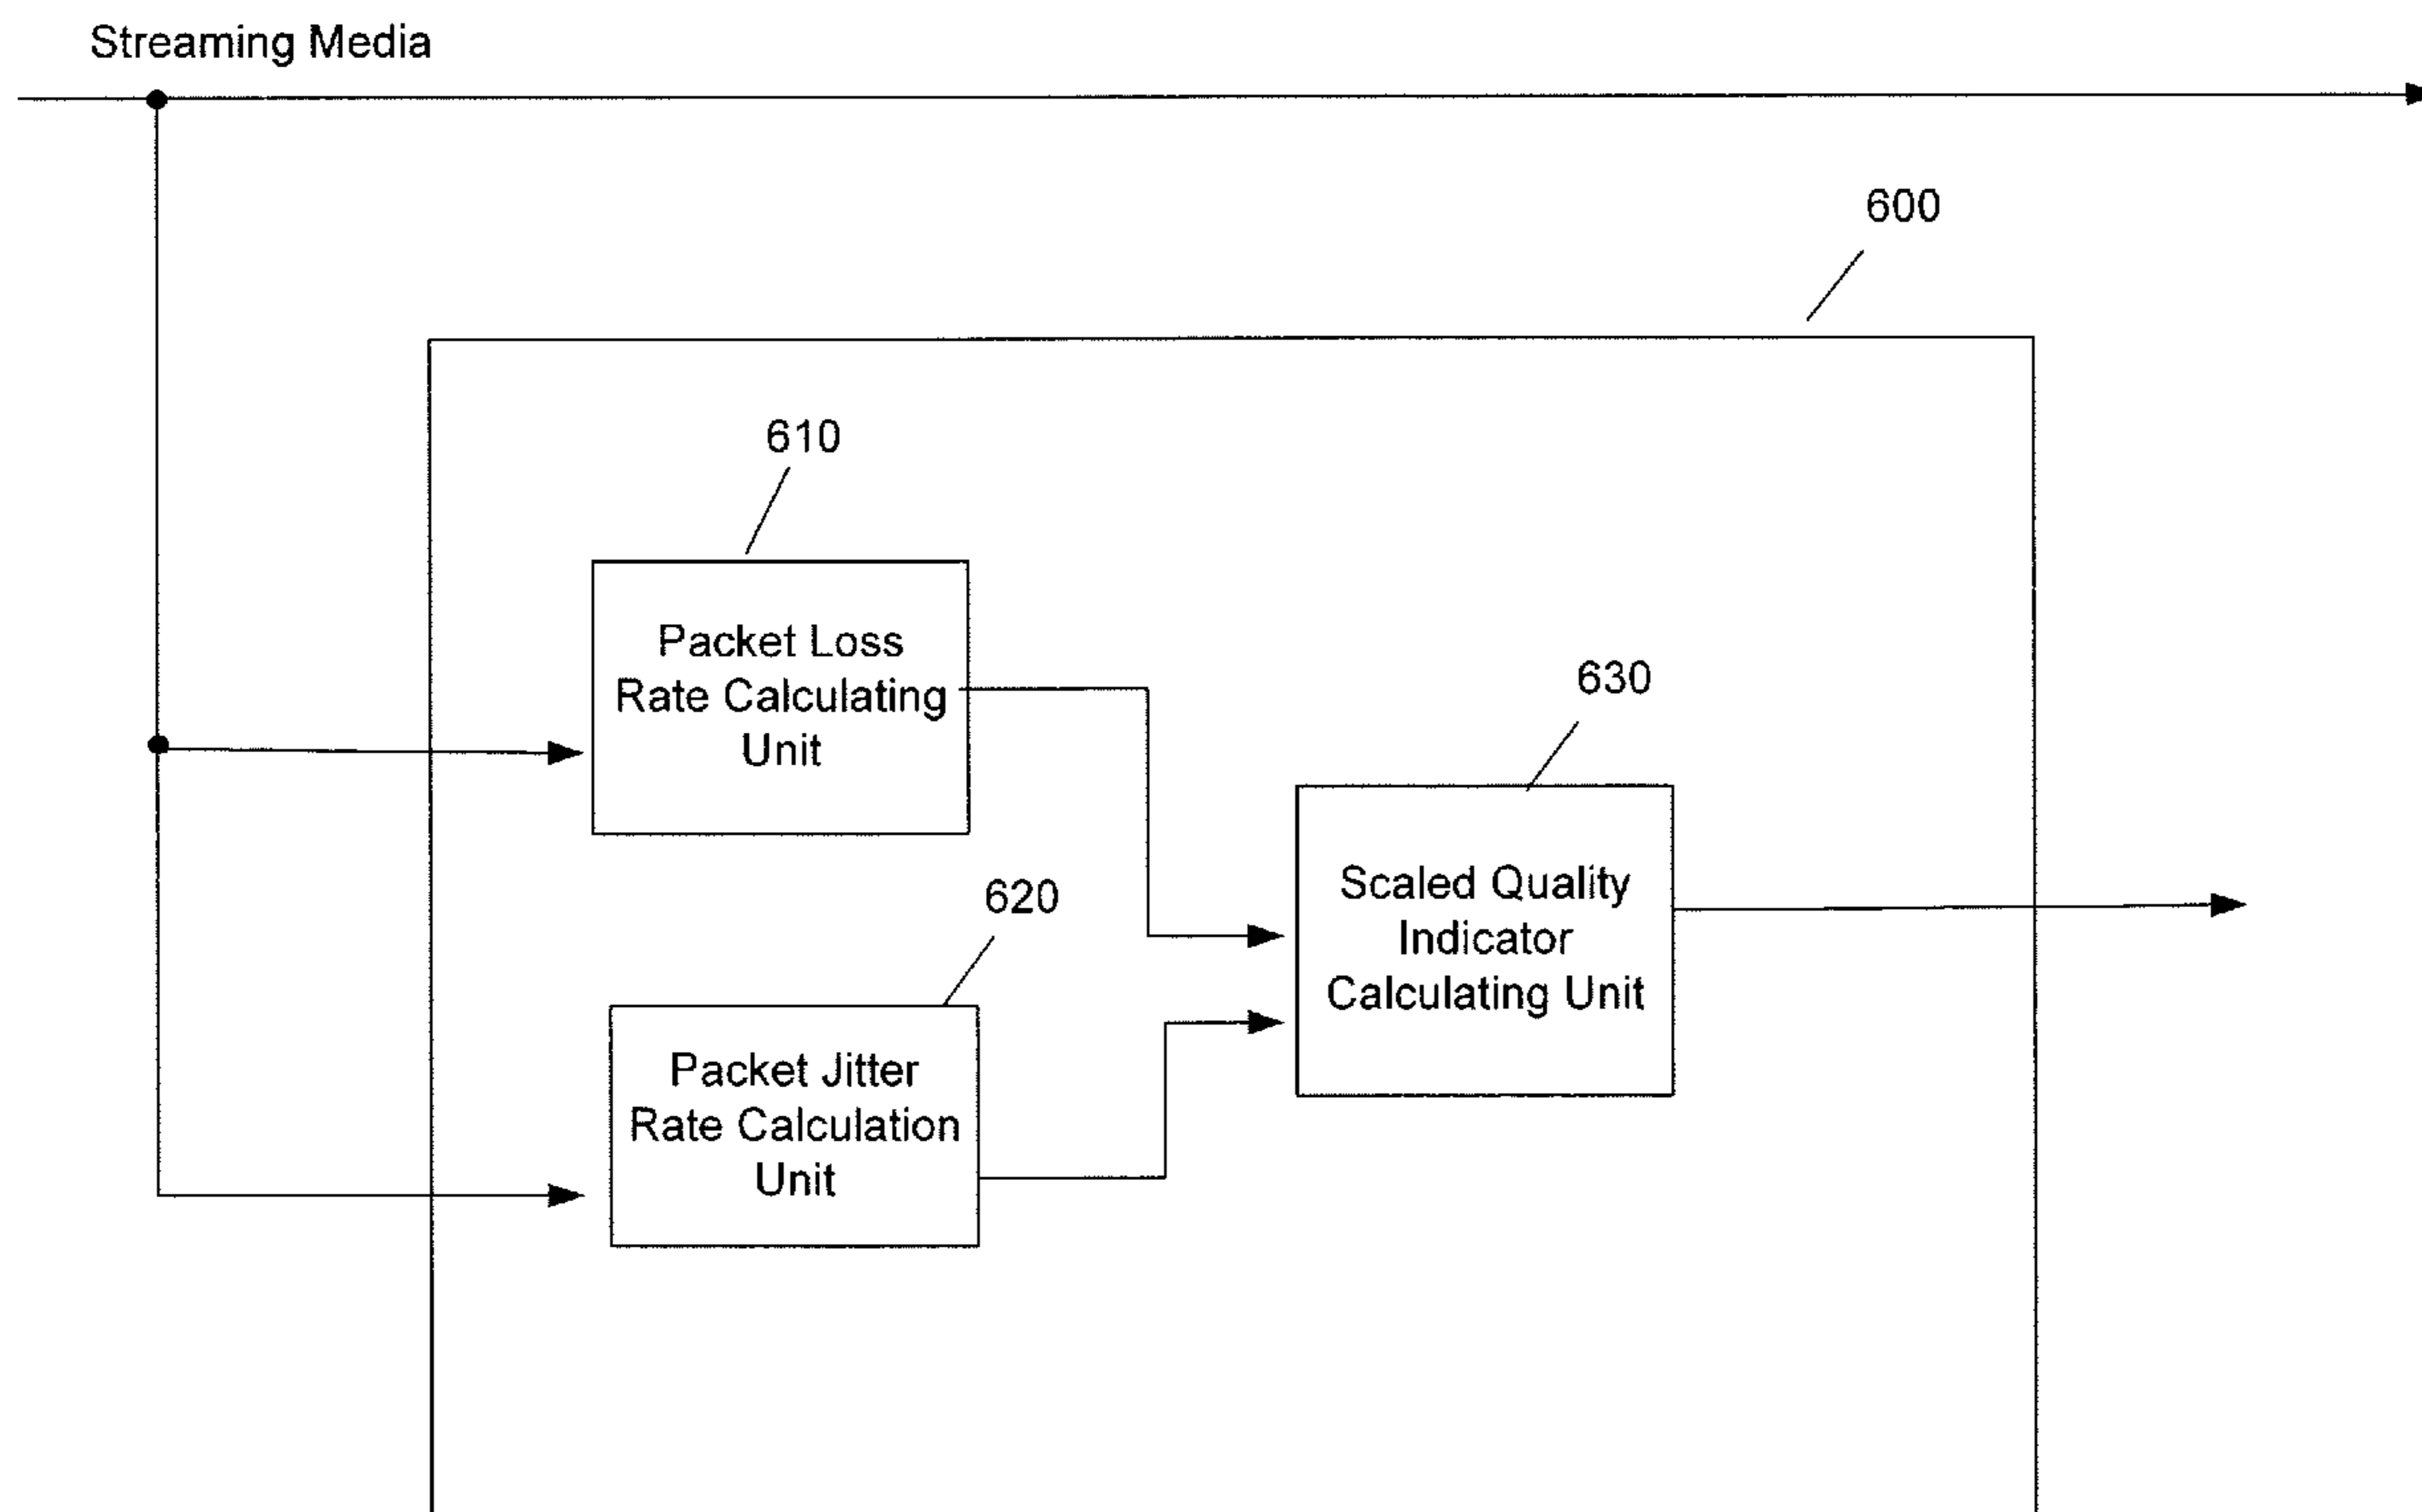 Streaming Media
600
610
Packet Loss
Rate Calculating
Unit
630
Scaled Quality
Indicator
Calculating Unit
620
Packet Jitter
Rate Calculation
Unit